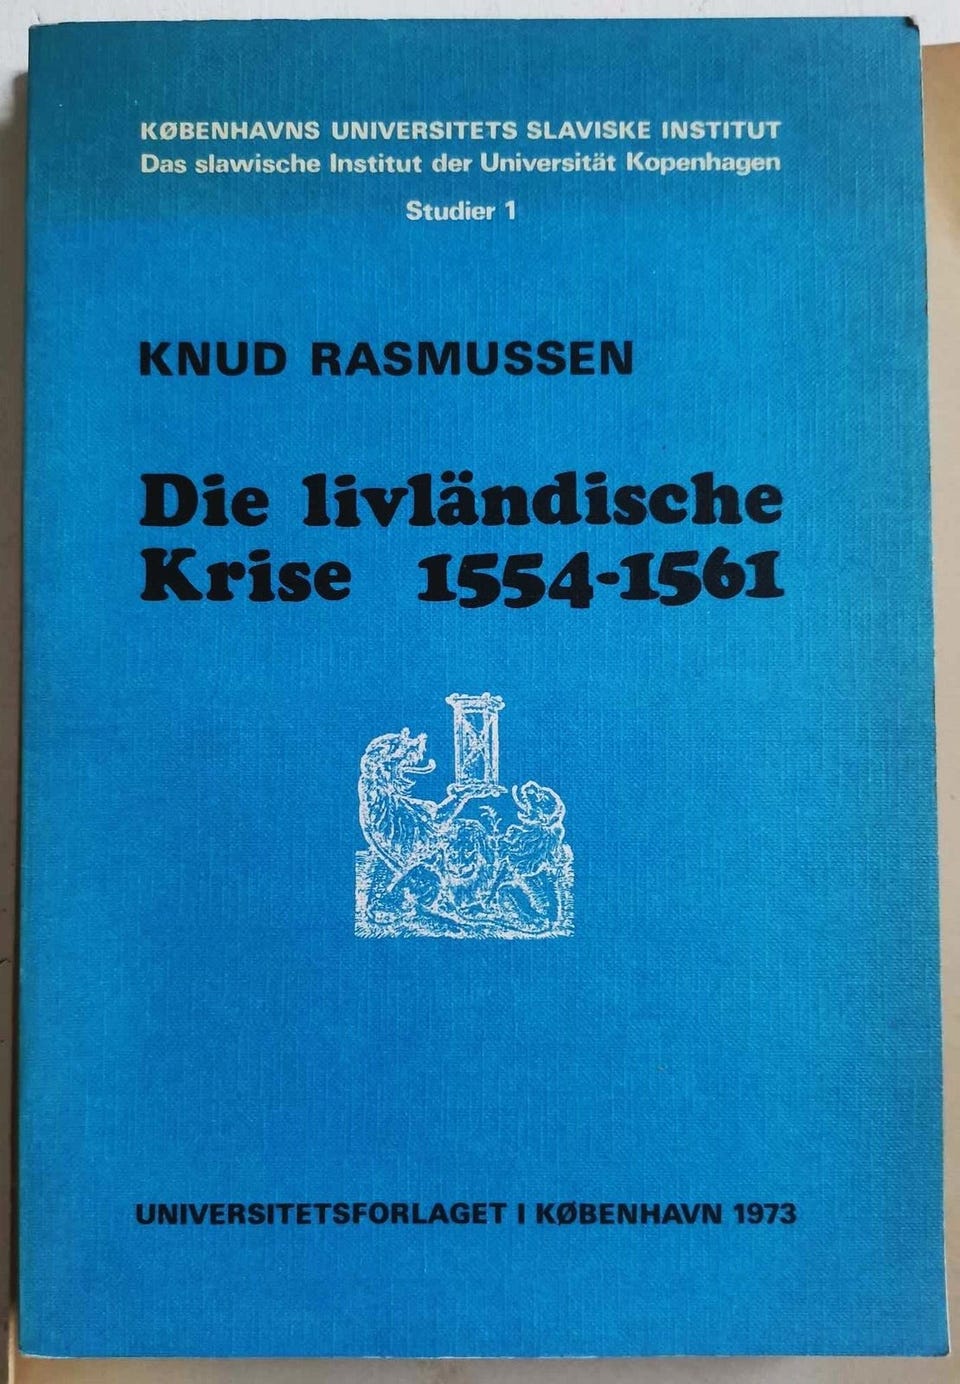 KØBENHAVNS UNIVERSITETS SLAVISKE INSTITUT
Das slawische Institut der Universität Kopenhagen
Studier 1
KNUD RASMUSSEN
Die livländische
Krise 1554-1561
UNIVERSITETSFORLAGET I KØBENHAVN 1973